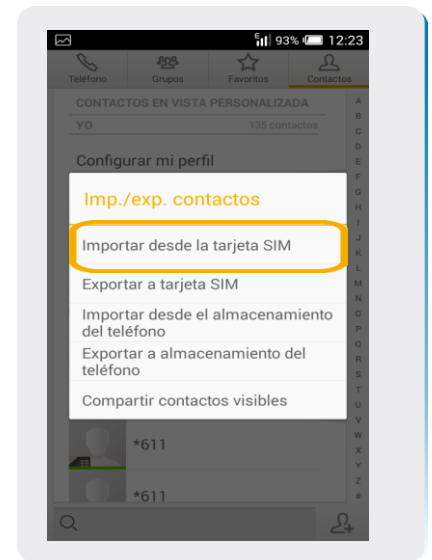 93% 12:23
Teléfono Grupos Favoritos Contactos
CONTACTOS EN VISTA PERSONALIZADA
YO 135 contactos
Configurar mi perfil
Imp./exp. contactos
Importar desde la tarjeta SIM
Exportar a tarjeta SIM
Importar desde el almacenamiento
del teléfono
Exportar a almacenamiento del
teléfono
Compartir contactos visibles
*611
*611
A
B
C
D
E
F
G
H
I
J
K
L
M
N
O
P
Q
R
S
T
U
V
W
X
Y
Z
#